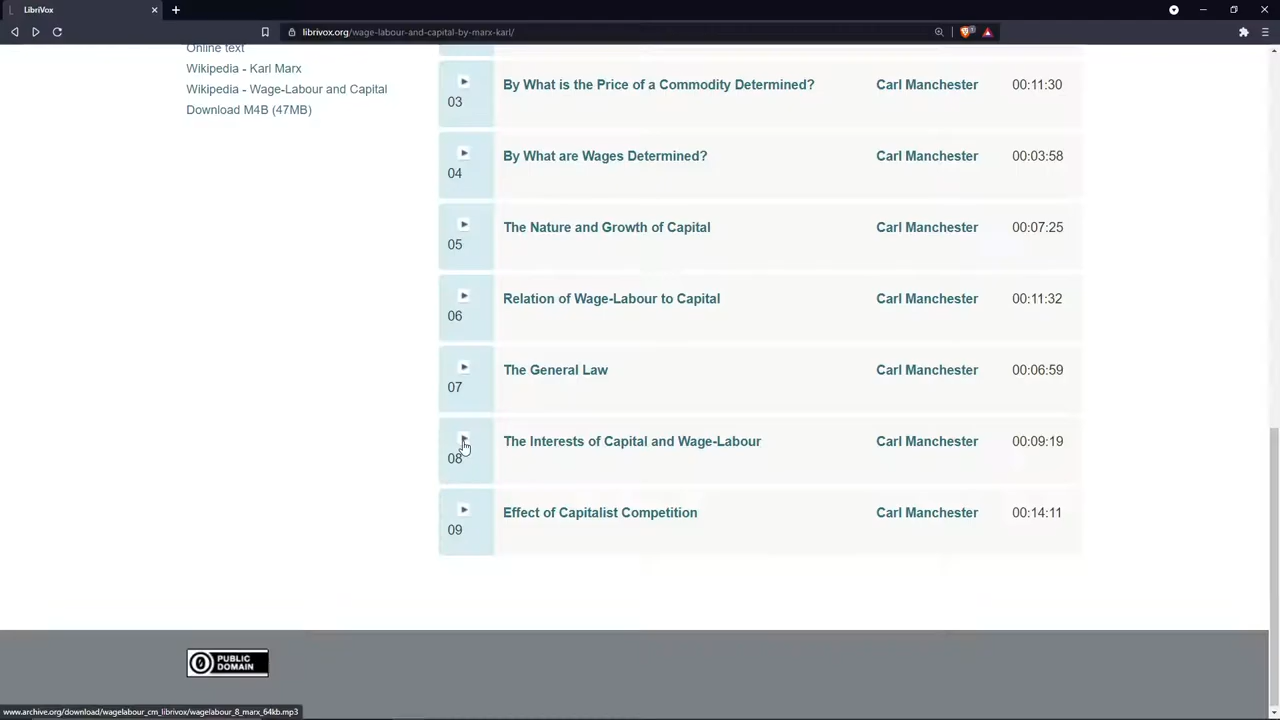 LibriVox
librivox.org/wage-labour-and-capital-by-marx-karl/
Online text
Wikipedia - Karl Marx
Wikipedia - Wage-Labour and Capital
Download M4B (47MB)
03 By What is the Price of a Commodity Determined? Carl Manchester 00:11:30
04 By What are Wages Determined? Carl Manchester 00:03:58
05 The Nature and Growth of Capital Carl Manchester 00:07:25
06 Relation of Wage-Labour to Capital Carl Manchester 00:11:32
07 The General Law Carl Manchester 00:06:59
08 The Interests of Capital and Wage-Labour Carl Manchester 00:09:19
09 Effect of Capitalist Competition Carl Manchester 00:14:11
PUBLIC
DOMAIN
www.archive.org/download/wagelabour_cm_librivox/wagelabour_8_marx_64kb.mp3